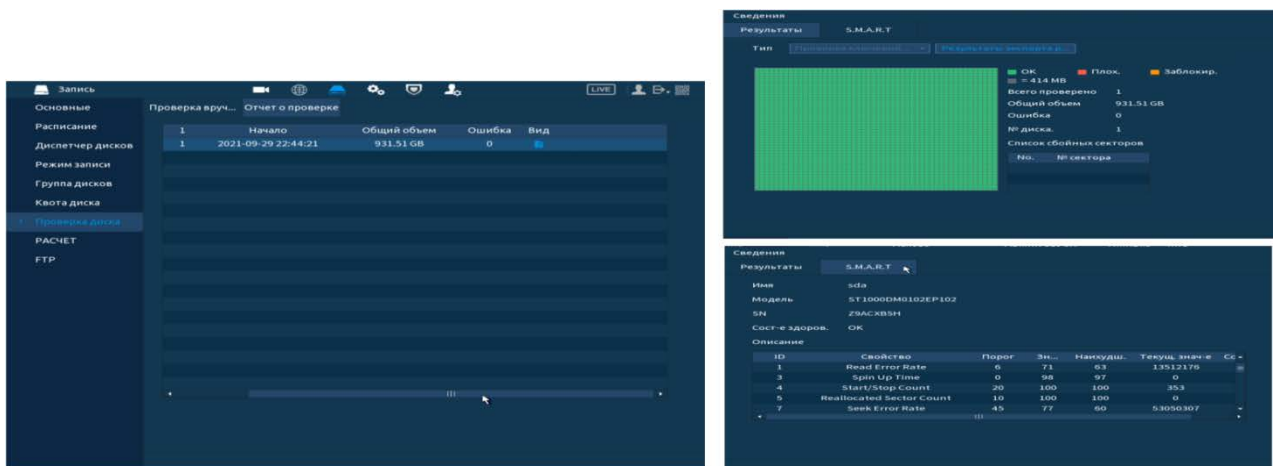 Запись
LIVE
Основные
Расписание
Диспетчер дисков
Режим записи
Группа дисков
Квота диска
Проверка диска
РАСЧЕТ
FTP
Проверка вруч... Отчет о проверке
1 Начало Общий объем Ошибка Вид
1 2021-09-29 22:44:21 931.51 GB 0
Сведения
Результаты S.M.A.R.T
Тип
OK Плох. Заблокир.
= 414 MB
Всего проверено 1
Общий объем 931.51 GB
Ошибка 0
№ диска. 1
Список сбойных секторов
No. № сектора
Сведения
Результаты S.M.A.R.T
Имя sda
Модель ST1000DM0102EP102
SN Z9ACXB5H
Сост-е здоров. OK
Описание
ID Свойство Порог Зн... Наихудш. Текущ. знач-е Сс
1 Read Error Rate 6 71 63 13512176
3 Spin Up Time 0 98 97 0
4 Start/Stop Count 20 100 100 353
5 Reallocated Sector Count 10 100 100 0
7 Seek Error Rate 45 77 60 53050307